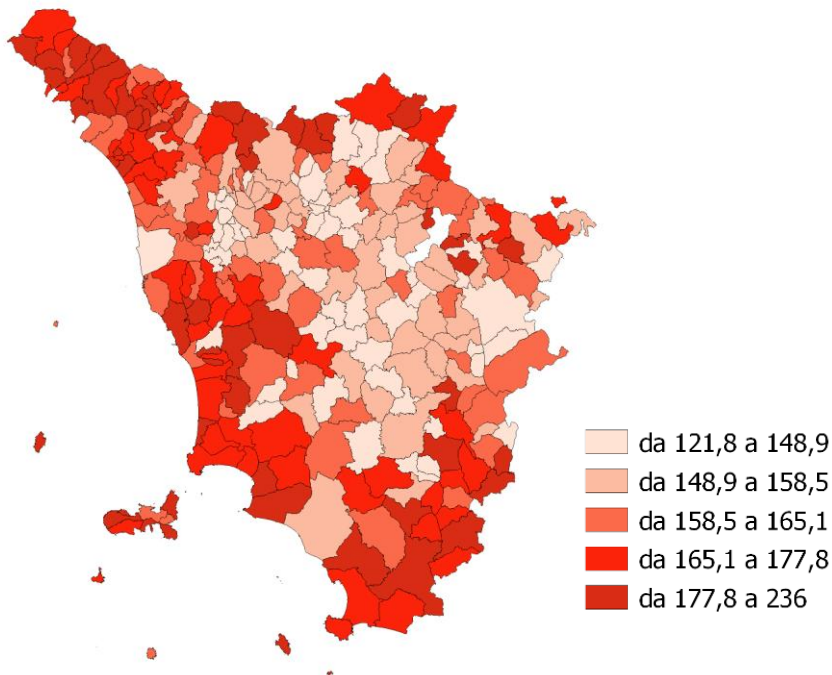 da 121,8 a 148,9
da 148,9 a 158,5
da 158,5 a 165,1
da 165,1 a 177,8
da 177,8 a 236